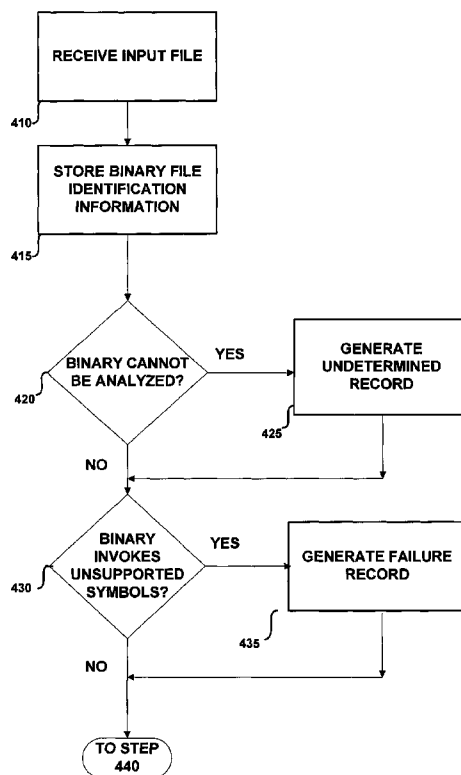 RECEIVE INPUT FILE
410
STORE BINARY FILE
IDENTIFICATION
INFORMATION
415
BINARY CANNOT
BE ANALYZED?
420
YES
GENERATE
UNDETERMINED
RECORD
425
NO
BINARY
INVOKES
UNSUPPORTED
SYMBOLS?
430
YES
GENERATE FAILURE
RECORD
435
NO
TO STEP
440